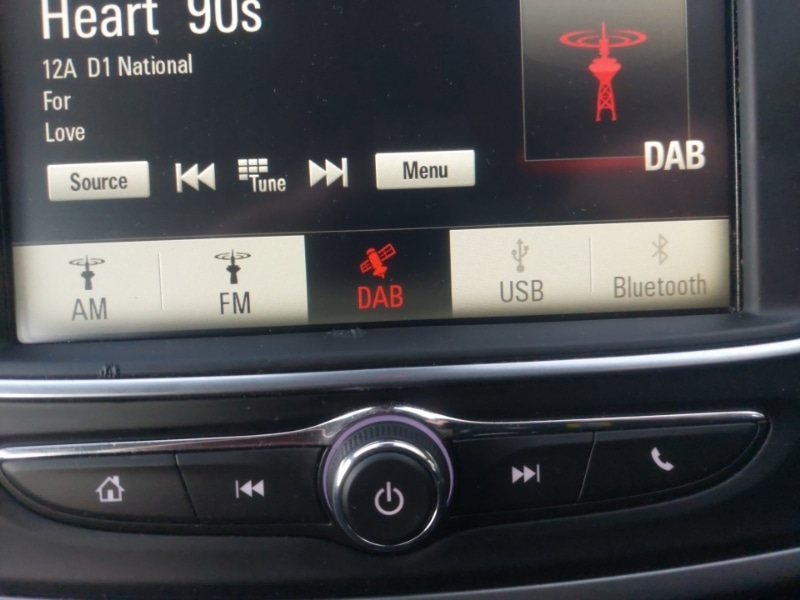 Heart 90s
12A D1 National
For
Love
DAB
Source Tune Menu
AM FM DAB USB Bluetooth